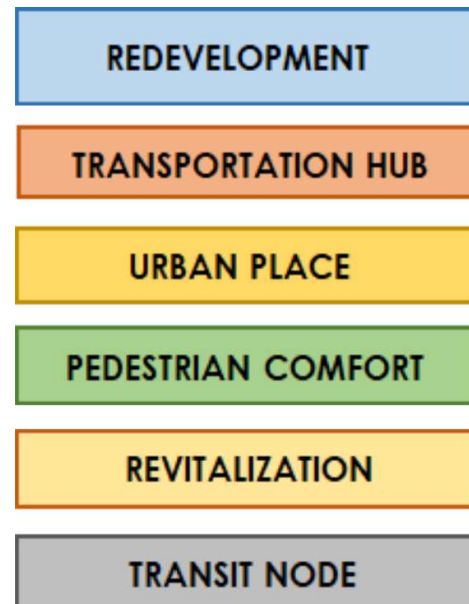 REDEVELOPMENT
TRANSPORTATION HUB
URBAN PLACE
PEDESTRIAN COMFORT
REVITALIZATION
TRANSIT NODE